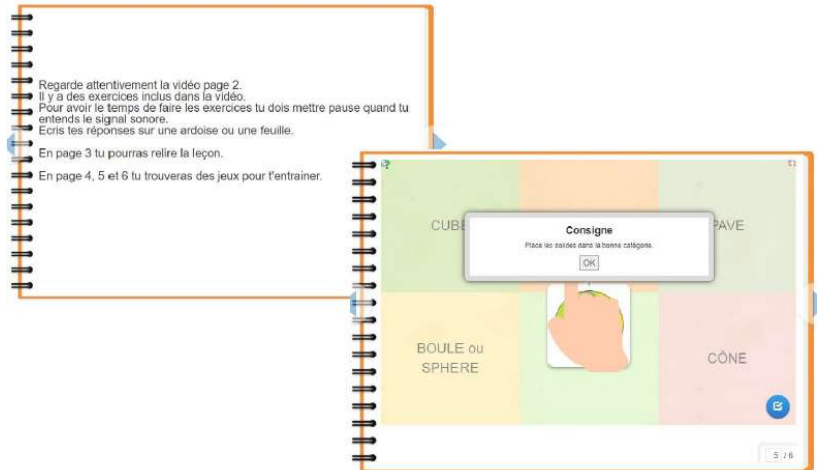 Regarde attentivement la vidéo page 2.
Il y a des exercices inclus dans la vidéo.
Pour avoir le temps de faire les exercices tu dois mettre pause quand tu
entends le signal sonore.
Ecris tes réponses sur une ardoise ou une feuille.
En page 3 tu pourras relire la leçon.
En page 4, 5 et 6 tu trouveras des jeux pour t'entrainer.
CUBE
PAVE
Consigne
Place les solides dans la bonne catégorie.
OK
BOULE ou
SPHERE
CÔNE
5 / 6